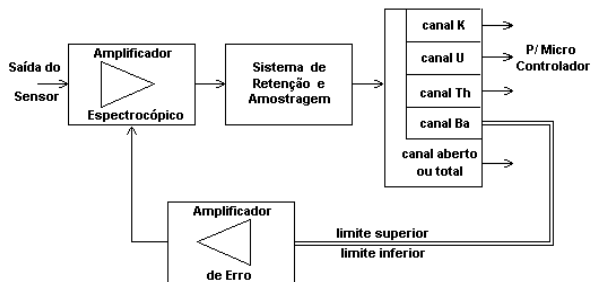 Saída do
Sensor
Amplificador
Espectrocópico
Sistema de
Retenção e
Amostragem
canal K
canal U
canal Th
canal Ba
canal aberto
ou total
P/ Micro
Controlador
Amplificador
de Erro
limite superior
limite inferior